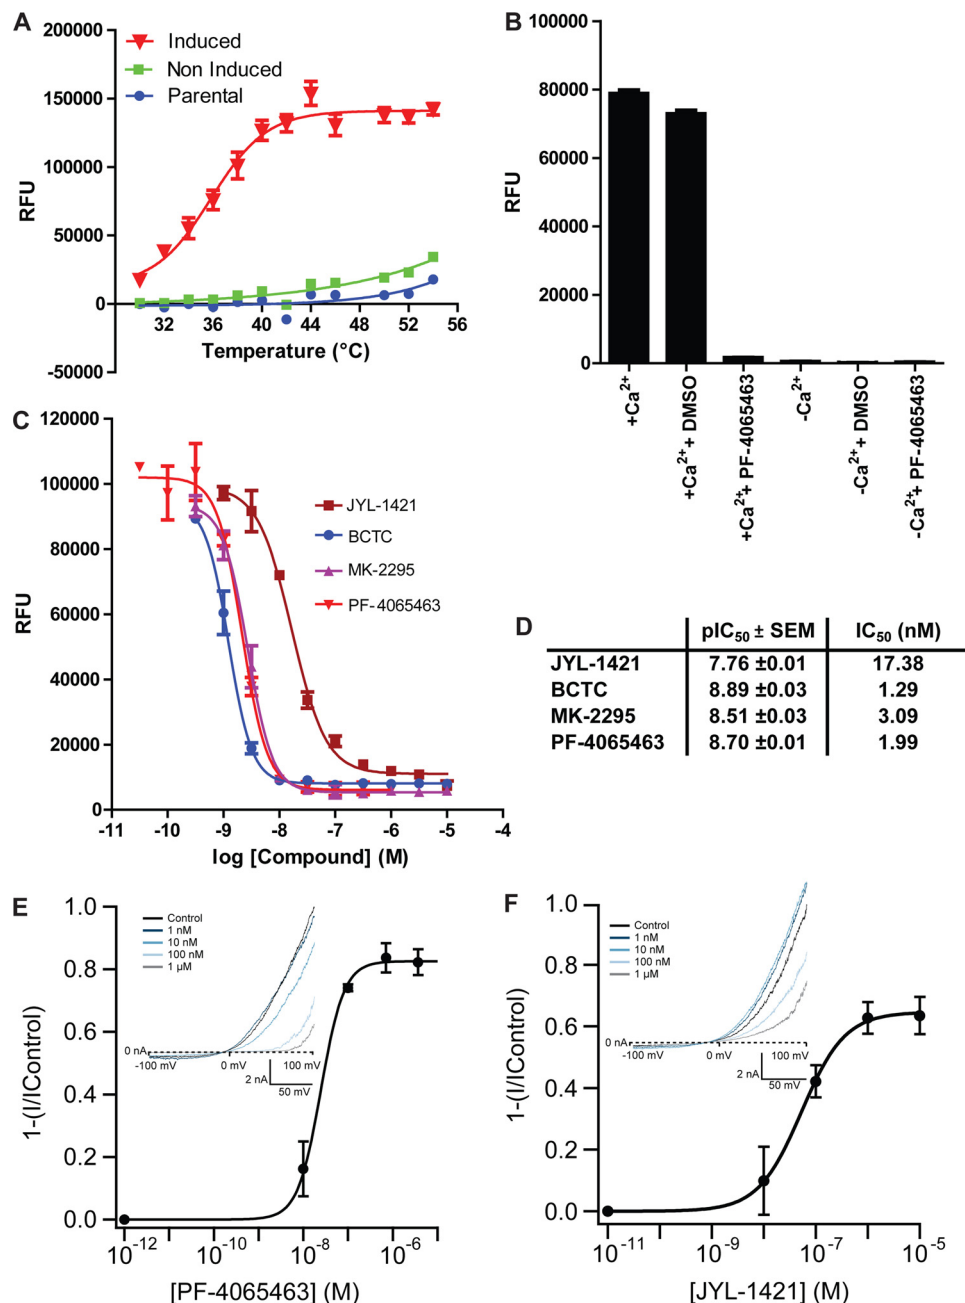 A
200000
150000
100000
50000
0
-50000
RFU
Induced
Non Induced
Parental
32 36 40 44 48 52 56
Temperature (°C)
B
100000
80000
60000
40000
20000
0
RFU
+Ca²⁺
+Ca²⁺+ DMSO
+Ca²⁺+ PF-4065463
-Ca²⁺
-Ca²⁺+ DMSO
-Ca²⁺+ PF-4065463
C
120000
100000
80000
60000
40000
20000
0
RFU
JYL-1421
BCTC
MK-2295
PF-4065463
-11 -10 -9 -8 -7 -6 -5 -4
log [Compound] (M)
D
pIC₅₀ ± SEM IC₅₀ (nM)
JYL-1421 7.76 ±0.01 17.38
BCTC 8.89 ±0.03 1.29
MK-2295 8.51 ±0.03 3.09
PF-4065463 8.70 ±0.01 1.99
E
1.0
0.8
0.6
0.4
0.2
0.0
1-(I/IControl)
Control
1 nM
10 nM
100 nM
1 µM
0 nA
-100 mV 0 mV 100 mV
2 nA
50 mV
10⁻¹² 10⁻¹⁰ 10⁻⁸ 10⁻⁶
[PF-4065463] (M)
F
1.0
0.8
0.6
0.4
0.2
0.0
1-(I/IControl)
Control
1 nM
10 nM
100 nM
1 µM
0 nA
-100 mV 0 mV 100 mV
2 nA
50 mV
10⁻¹¹ 10⁻⁹ 10⁻⁷ 10⁻⁵
[JYL-1421] (M)